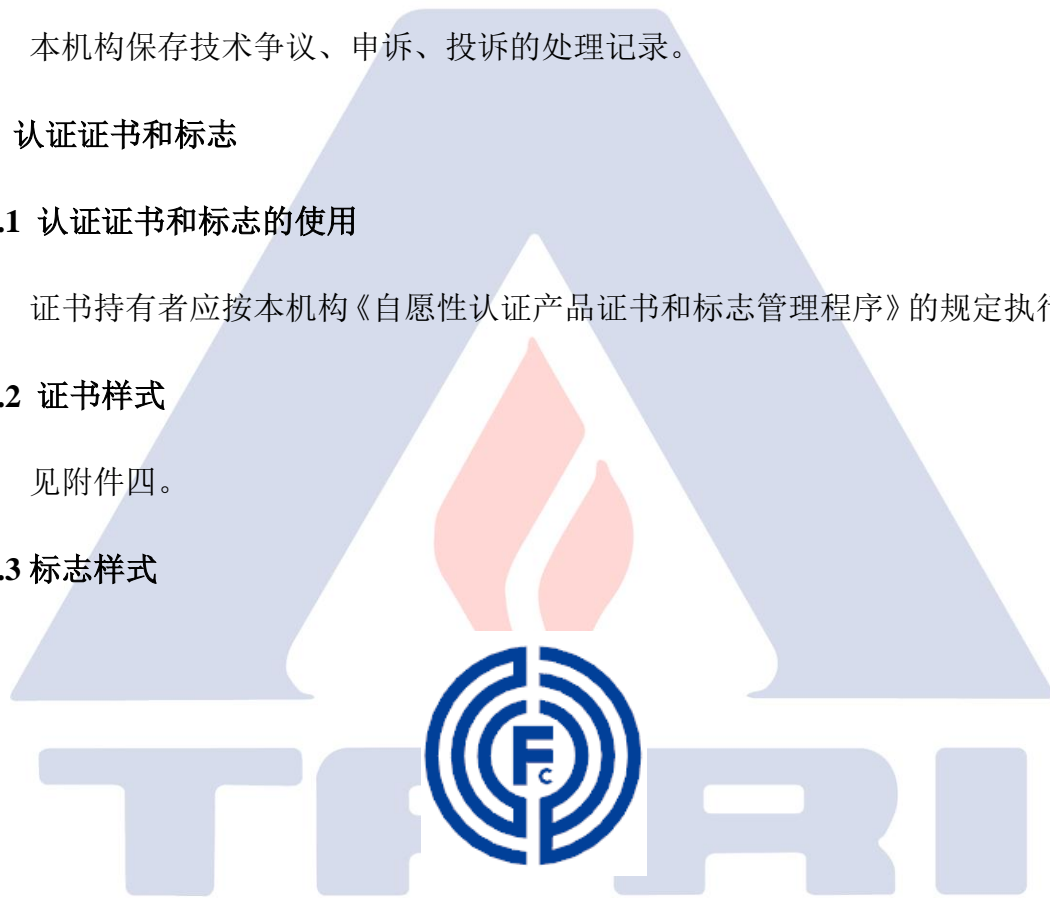 本机构保存技术争议、申诉、投诉的处理记录。
认证证书和标志
.1 认证证书和标志的使用
证书持有者应按本机构《自愿性认证产品证书和标志管理程序》的规定执行
.2 证书样式
见附件四。
.3 标志样式
F
C